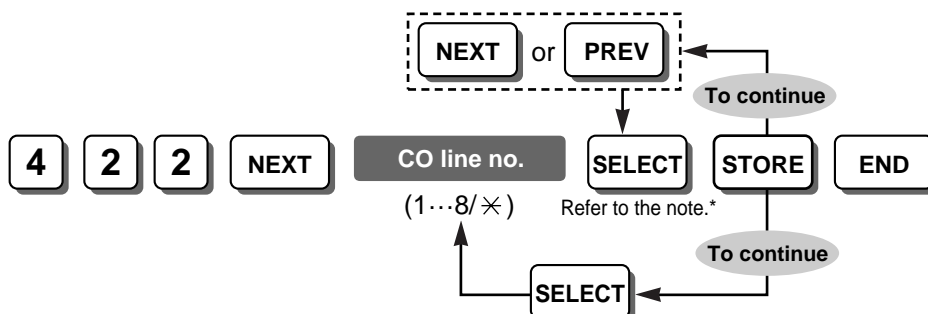 NEXT or PREV
To continue
4 2 2 NEXT CO line no. SELECT STORE END
(1···8/✳) Refer to the note.*
To continue
SELECT